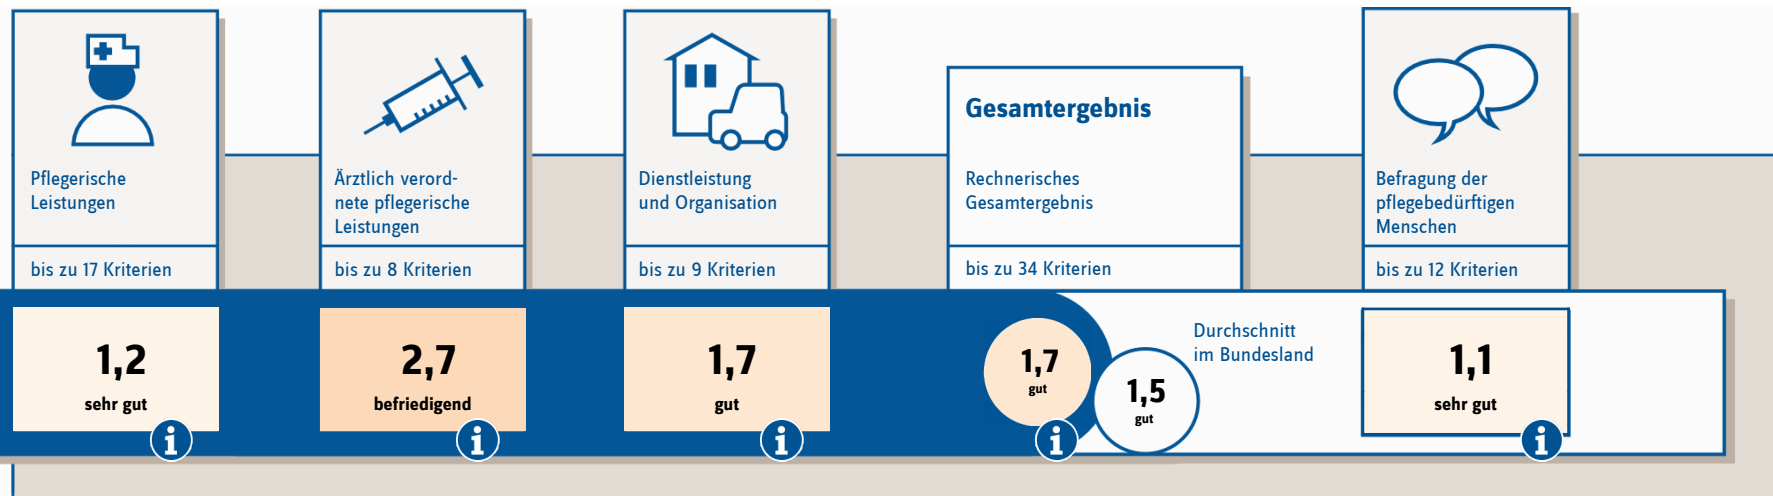 Pflegerische
Leistungen
bis zu 17 Kriterien
1,2
sehr gut
i
Ärztlich verord-
nete pflegerische
Leistungen
bis zu 8 Kriterien
2,7
befriedigend
i
Dienstleistung
und Organisation
bis zu 9 Kriterien
1,7
gut
i
Gesamtergebnis
Rechnerisches
Gesamtergebnis
bis zu 34 Kriterien
1,7
gut
i
1,5
gut
Durchschnitt
im Bundesland
Befragung der
pflegebedürftigen
Menschen
bis zu 12 Kriterien
1,1
sehr gut
i